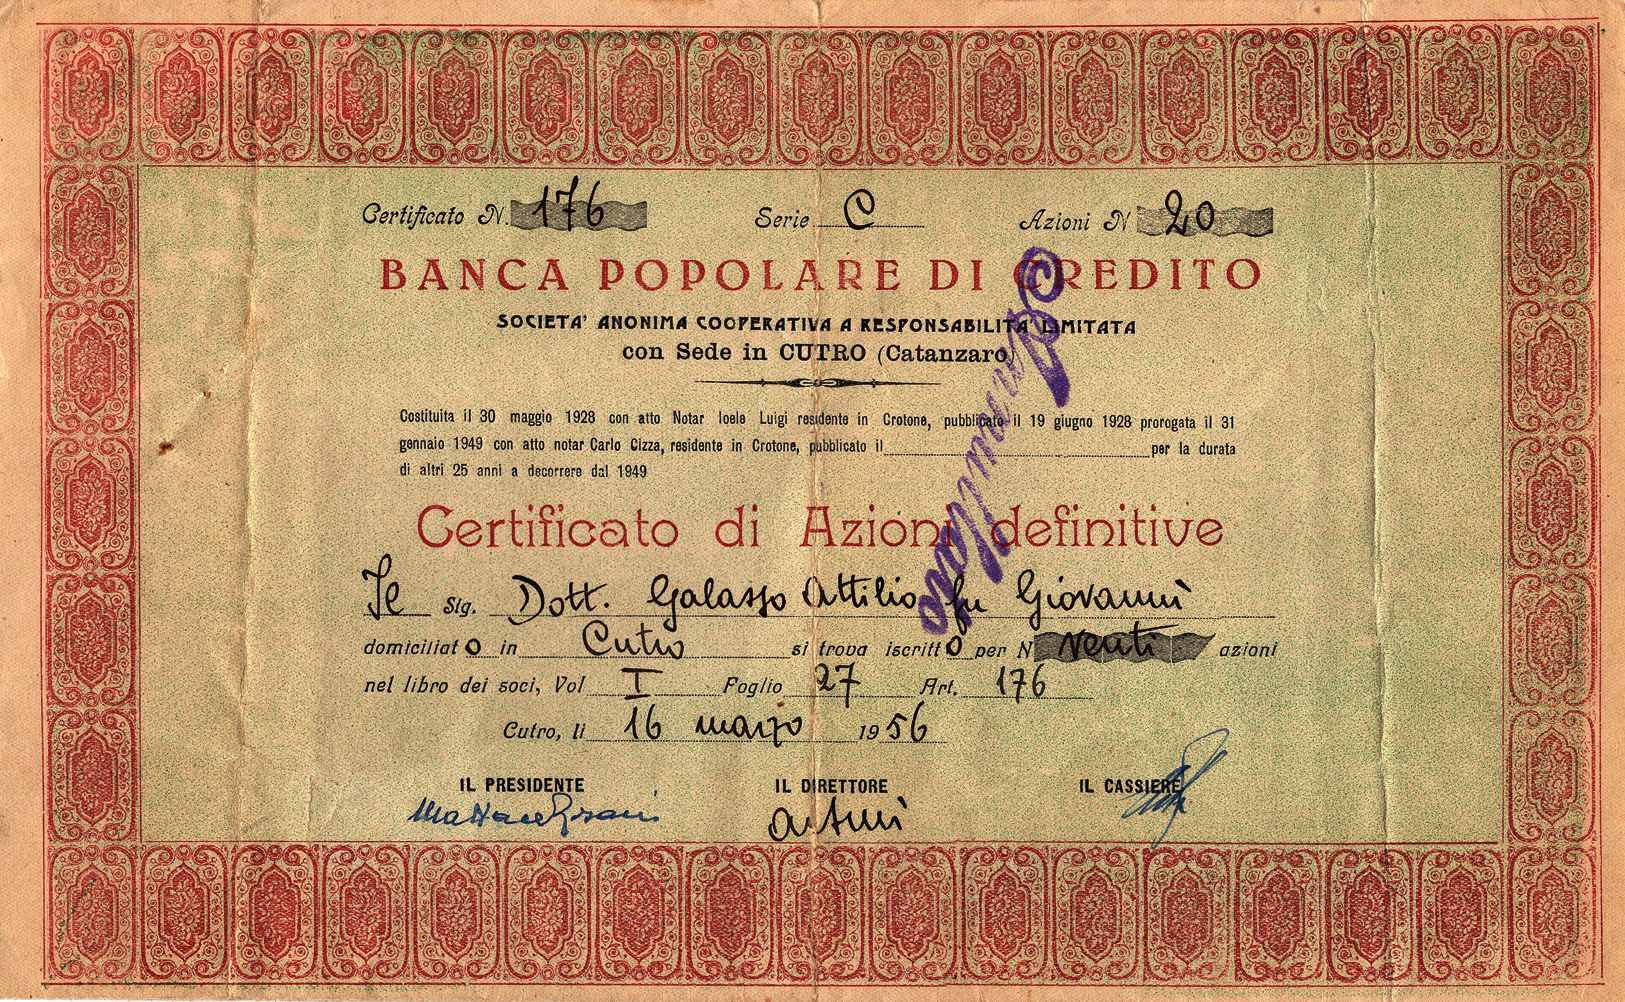 Certificato N. 176 Serie C Azioni N 20
BANCA POPOLARE DI CREDITO
SOCIETA' ANONIMA COOPERATIVA A RESPONSABILITA' LIMITATA
con Sede in CUTRO (Catanzaro)
Costituita il 30 maggio 1928 con atto Notar Ioele Luigi residente in Crotone, pubblicato il 19 giugno 1928 prorogata il 31
gennaio 1949 con atto notar Carlo Cizza, residente in Crotone, pubblicato il per la durata
di altri 25 anni a decorrere dal 1949
Annullato
Certificato di Azioni definitive
Il Sig. Dott. Galasso Attilio fu Giovanni
domiciliato in Cutro si trova iscritto per N venti azioni
nel libro dei soci, Vol I Foglio 27 Art. 176
Cutro, li 16 marzo 1956
IL PRESIDENTE IL DIRETTORE IL CASSIERE